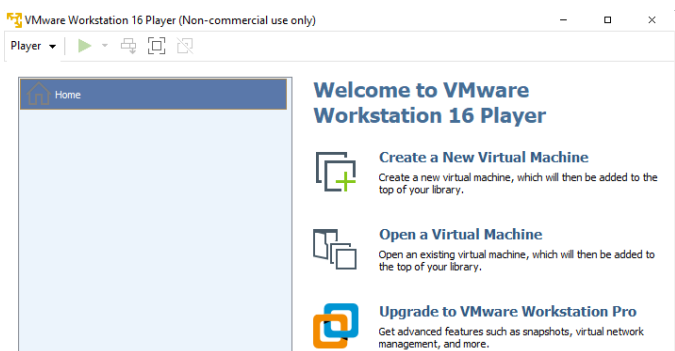 VMware Workstation 16 Player (Non-commercial use only)
Player
Home
Welcome to VMware
Workstation 16 Player
Create a New Virtual Machine
Create a new virtual machine, which will then be added to the
top of your library.
Open a Virtual Machine
Open an existing virtual machine, which will then be added to
the top of your library.
Upgrade to VMware Workstation Pro
Get advanced features such as snapshots, virtual network
management, and more.